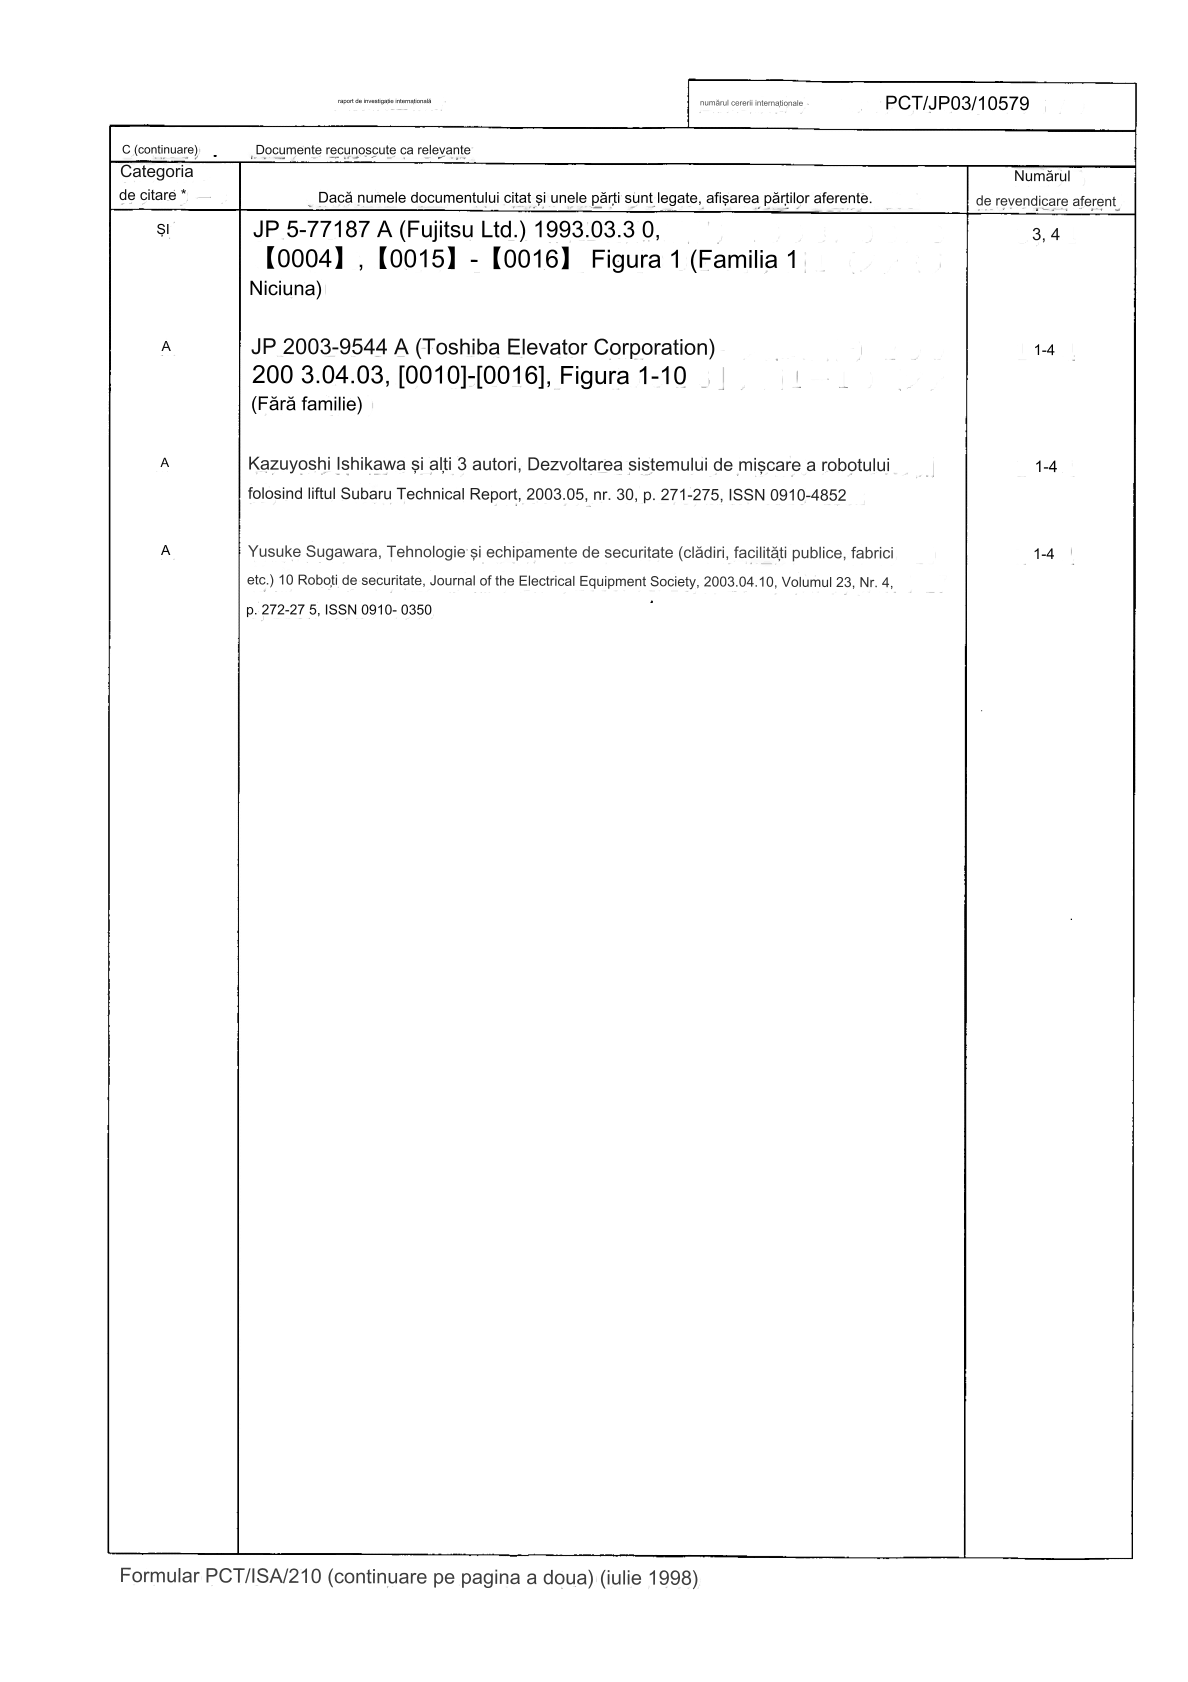 raport de investigație internațională
numărul cererii internaționale
PCT/JP03/10579
C (continuare)
Documente recunoscute ca relevante
Categoria
de citare *
Dacă numele documentului citat și unele părți sunt legate, afișarea părților aferente.
Numărul
de revendicare aferent
ȘI
JP 5-77187 A (Fujitsu Ltd.) 1993.03.3 0,
3, 4
【0004】,【0015】-【0016】 Figura 1 (Familia 1
Niciuna)
A
JP 2003-9544 A (Toshiba Elevator Corporation)
1-4
200 3.04.03, [0010]-[0016], Figura 1-10
(Fără familie)
A
Kazuyoshi Ishikawa și alți 3 autori, Dezvoltarea sistemului de mișcare a robotului
1-4
folosind liftul Subaru Technical Report, 2003.05, nr. 30, p. 271-275, ISSN 0910-4852
A
Yusuke Sugawara, Tehnologie și echipamente de securitate (clădiri, facilități publice, fabrici
1-4
etc.) 10 Roboți de securitate, Journal of the Electrical Equipment Society, 2003.04.10, Volumul 23, Nr. 4,
p. 272-27 5, ISSN 0910- 0350
Formular PCT/ISA/210 (continuare pe pagina a doua) (iulie 1998)